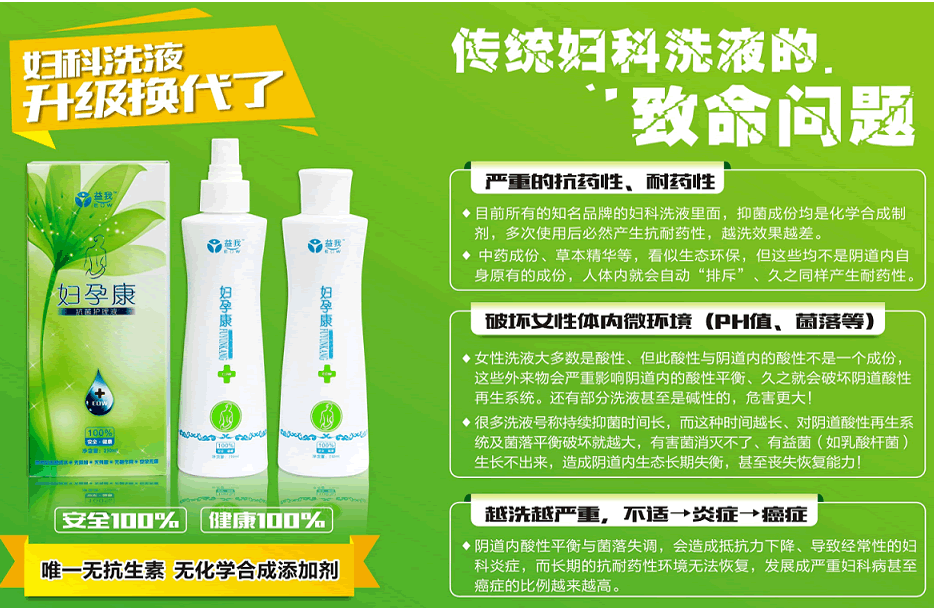 妇科洗液
升级换代了
益我
妇孕康
抗菌护理液
100%
安全·健康
益我
妇孕康
FUYUNKANG
100%
益我
妇孕康
FUYUNKANG
100%
安全100%
健康100%
唯一无抗生素 无化学合成添加剂
传统妇科洗液的
致命问题
严重的抗药性、耐药性
目前所有的知名品牌的妇科洗液里面，抑菌成份均是化学合成制
剂，多次使用后必然产生抗耐药性，越洗效果越差。
中药成份、草本精华等，看似生态环保，但这些均不是阴道内自
身原有的成份，人体内就会自动“排斥”、久之同样产生耐药性。
破坏女性体内微环境（PH值、菌落等）
女性洗液大多数是酸性、但此酸性与阴道内的酸性不是一个成份，
这些外来物会严重影响阴道内的酸性平衡、久之就会破坏阴道酸性
再生系统。还有部分洗液甚至是碱性的，危害更大！
很多洗液号称持续抑菌时间长，而这种时间越长、对阴道酸性再生系
统及菌落平衡破坏就越大，有害菌消灭不了、有益菌（如乳酸杆菌）
生长不出来，造成阴道内生态长期失衡，甚至丧失恢复能力！
越洗越严重，不适→炎症→癌症
阴道内酸性平衡与菌落失调，会造成抵抗力下降、导致经常性的妇
科炎症，而长期的抗耐药性环境无法恢复，发展成严重妇科病甚至
癌症的比例越来越高。